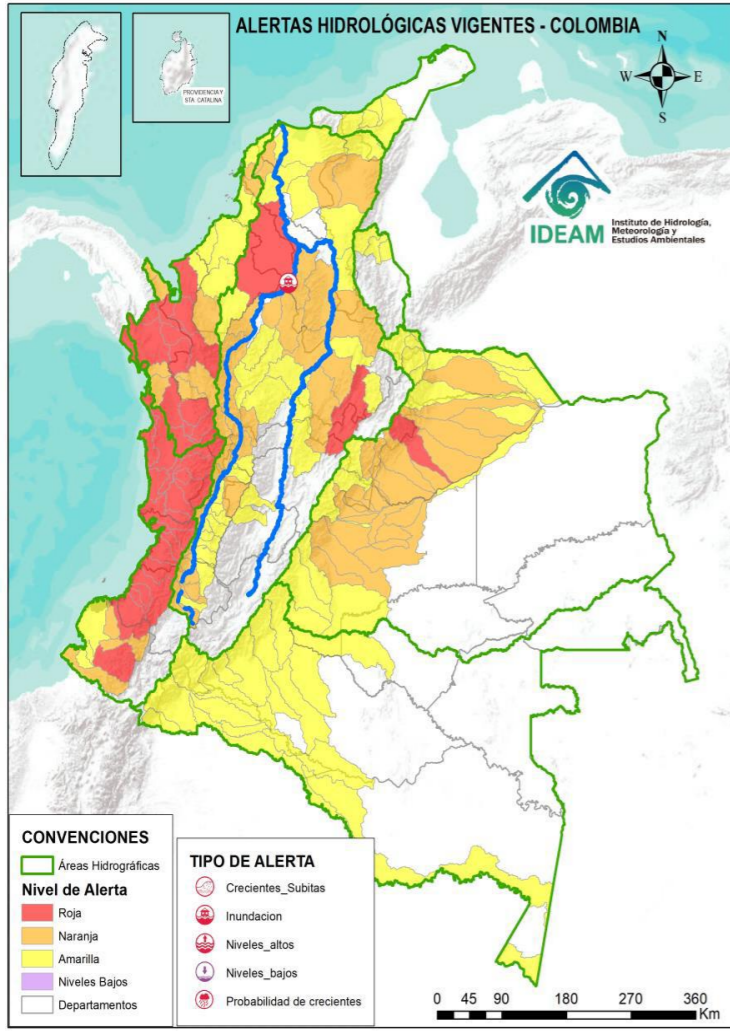 ALERTAS HIDROLÓGICAS VIGENTES - COLOMBIA
PROVIDENCIA Y
STA. CATALINA
N
W
E
S
IDEAM
Instituto de Hidrología,
Meteorología y
Estudios Ambientales
CONVENCIONES
Áreas Hidrográficas
Nivel de Alerta
Roja
Naranja
Amarilla
Niveles Bajos
Departamentos
TIPO DE ALERTA
Crecientes_Subitas
Inundacion
Niveles_altos
Niveles_bajos
Probabilidad de crecientes
0 45 90 180 270 360
Km